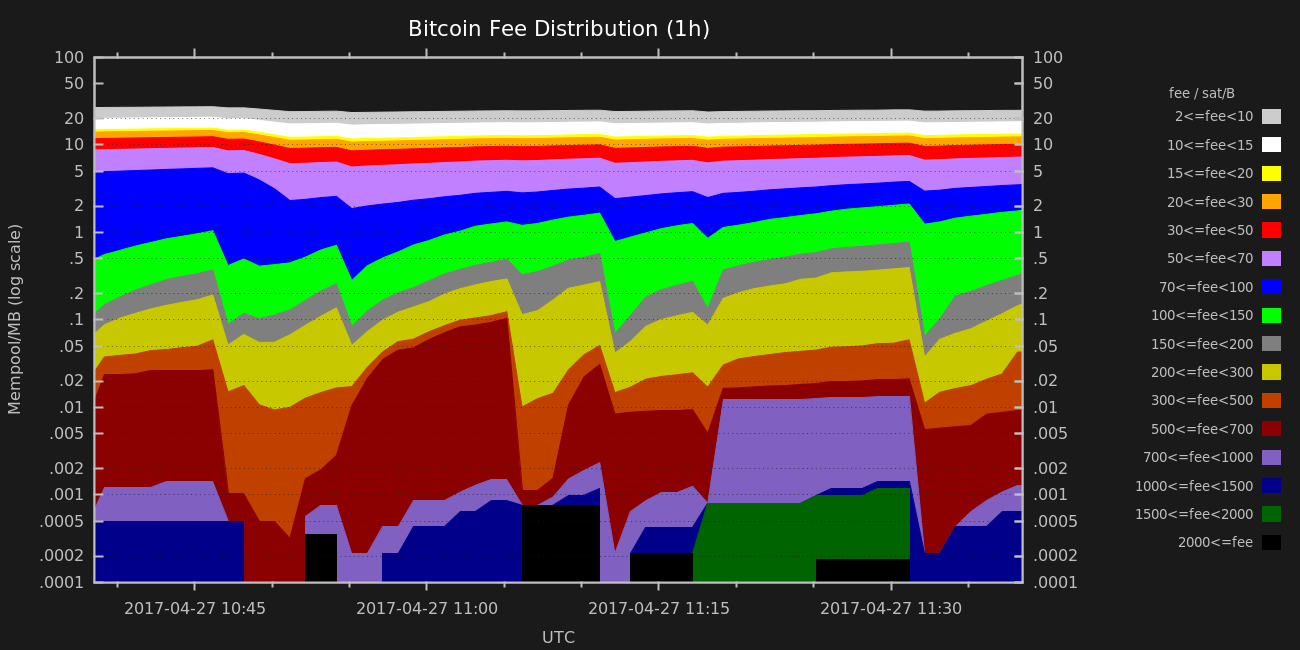 Bitcoin Fee Distribution (1h)
Mempool/MB (log scale)
100
50
20
10
5
2
1
.5
.2
.1
.05
.02
.01
.005
.002
.001
.0005
.0002
.0001
100
50
20
10
5
2
1
.5
.2
.1
.05
.02
.01
.005
.002
.001
.0005
.0002
.0001
2017-04-27 10:45
2017-04-27 11:00
2017-04-27 11:15
2017-04-27 11:30
UTC
fee / sat/B
2<=fee<10
10<=fee<15
15<=fee<20
20<=fee<30
30<=fee<50
50<=fee<70
70<=fee<100
100<=fee<150
150<=fee<200
200<=fee<300
300<=fee<500
500<=fee<700
700<=fee<1000
1000<=fee<1500
1500<=fee<2000
2000<=fee